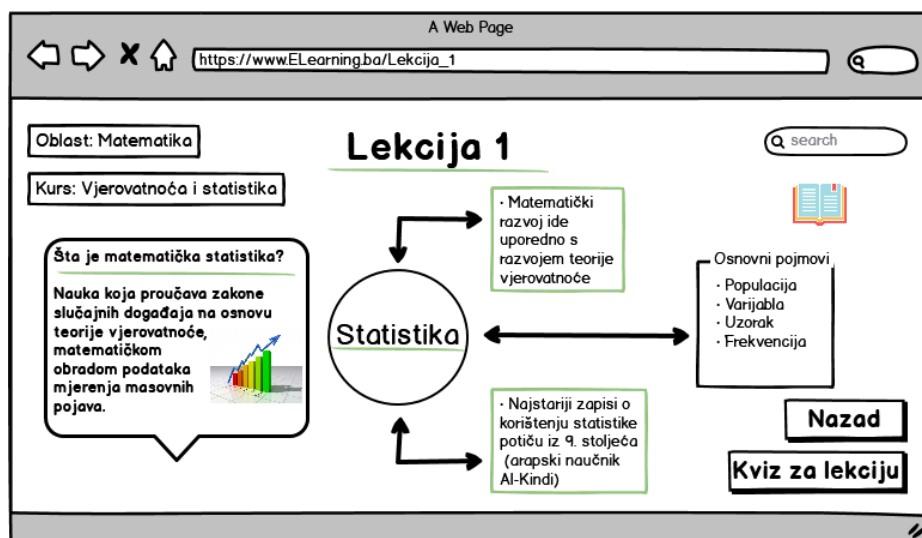 A Web Page
https://www.ELearning.ba/Lekcija_1
Oblast: Matematika
Lekcija 1
search
Kurs: Vjerovatnoća i statistika
Šta je matematička statistika?
Nauka koja proučava zakone
slučajnih događaja na osnovu
teorije vjerovatnoće,
matematičkom
obradom podataka
mjerenja masovnih
pojava.
Statistika
· Matematički
razvoj ide
uporedno s
razvojem teorije
vjerovatnoće
Osnovni pojmovi
· Populacija
· Varijabla
· Uzorak
· Frekvencija
· Najstariji zapisi o
korištenju statistike
potiču iz 9. stoljeća
(arapski naučnik
Al-Kindi)
Nazad
Kviz za lekciju